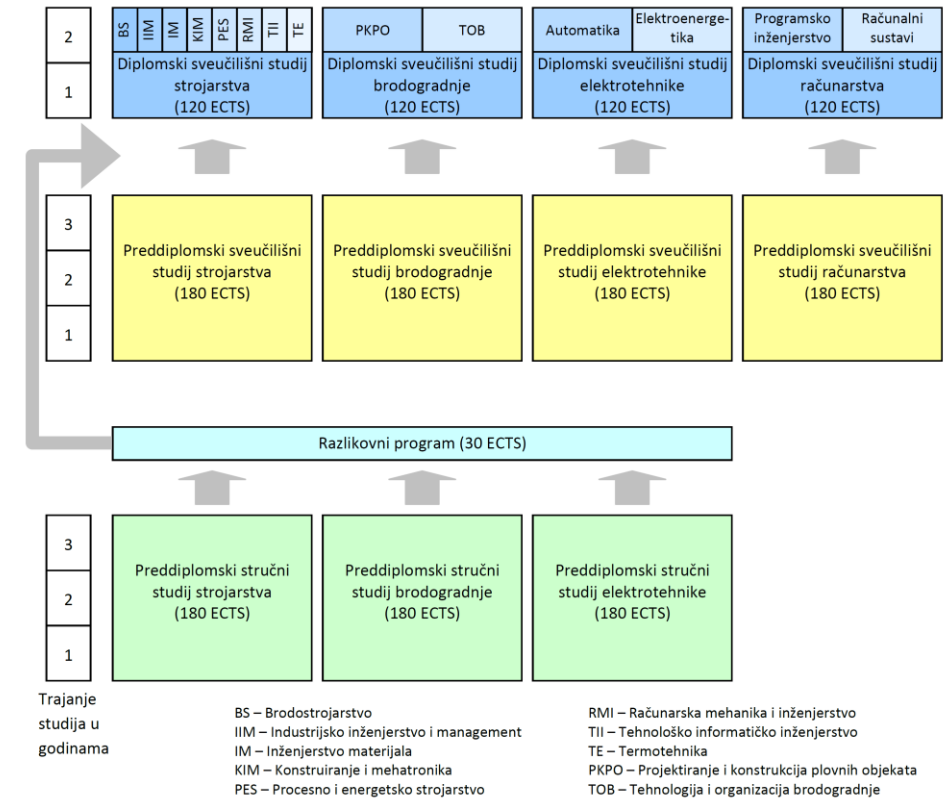 2
1
BS
IIM
IM
KIM
PES
RMI
TII
TE
Diplomski sveučilišni studij
strojarstva
(120 ECTS)
PKPO
TOB
Diplomski sveučilišni studij
brodogradnje
(120 ECTS)
Automatika
Elektroenerge-
tika
Diplomski sveučilišni studij
elektrotehnike
(120 ECTS)
Programsko
inženjerstvo
Računalni
sustavi
Diplomski sveučilišni studij
računarstva
(120 ECTS)
3
2
1
Preddiplomski sveučilišni
studij strojarstva
(180 ECTS)
Preddiplomski sveučilišni
studij brodogradnje
(180 ECTS)
Preddiplomski sveučilišni
studij elektrotehnike
(180 ECTS)
Preddiplomski sveučilišni
studij računarstva
(180 ECTS)
Razlikovni program (30 ECTS)
3
2
1
Preddiplomski stručni
studij strojarstva
(180 ECTS)
Preddiplomski stručni
studij brodogradnje
(180 ECTS)
Preddiplomski stručni
studij elektrotehnike
(180 ECTS)
Trajanje
studija u
godinama
BS – Brodostrojarstvo
IIM – Industrijsko inženjerstvo i management
IM – Inženjerstvo materijala
KIM – Konstruiranje i mehatronika
PES – Procesno i energetsko strojarstvo
RMI – Računarska mehanika i inženjerstvo
TII – Tehnološko informatičko inženjerstvo
TE – Termotehnika
PKPO – Projektiranje i konstrukcija plovnih objekata
TOB – Tehnologija i organizacija brodogradnje